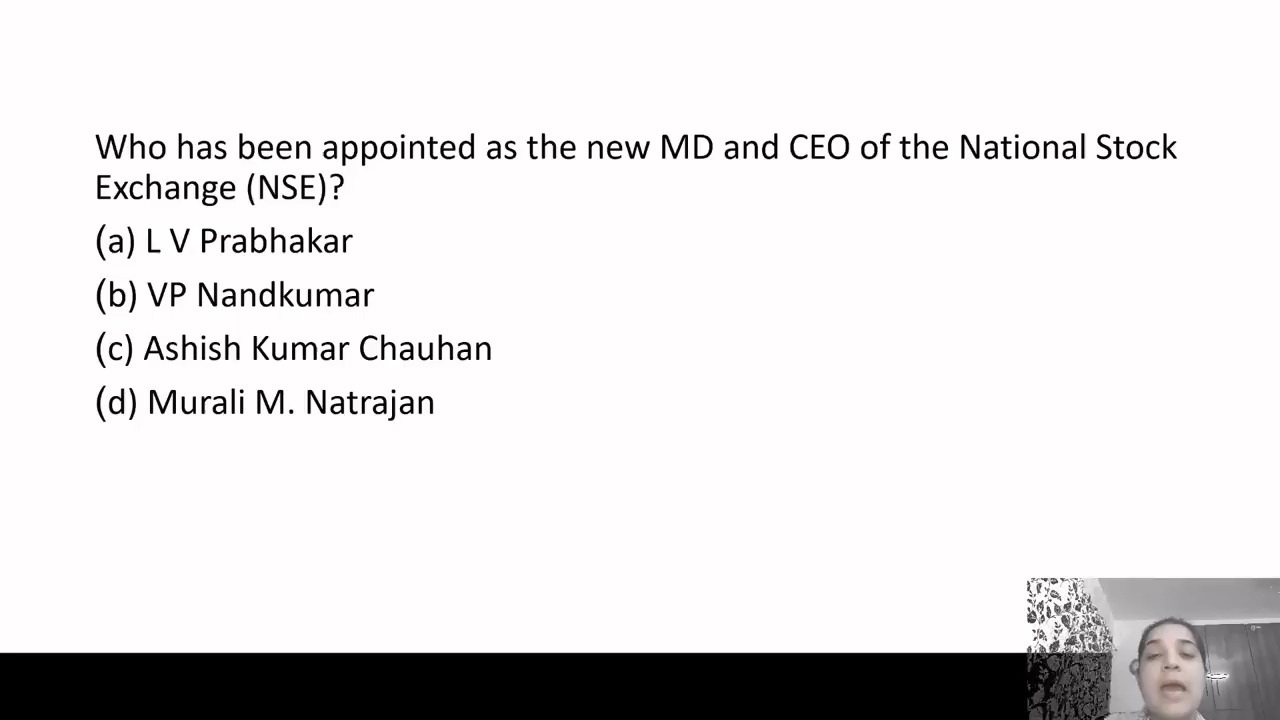 Who has been appointed as the new MD and CEO of the National Stock
Exchange (NSE)?
(a) L V Prabhakar
(b) VP Nandkumar
(c) Ashish Kumar Chauhan
(d) Murali M. Natrajan